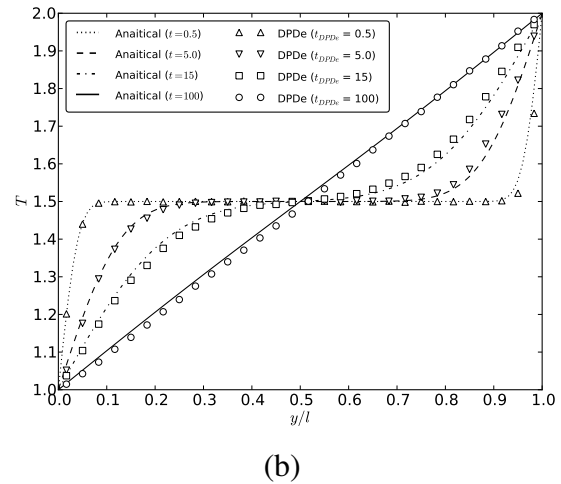 2.0
1.9
1.8
1.7
1.6
1.5
1.4
1.3
1.2
1.1
1.0
T
Anaitical (t=0.5)
Anaitical (t=5.0)
Anaitical (t=15)
Anaitical (t=100)
DPDe (t_DPDe = 0.5)
DPDe (t_DPDe = 5.0)
DPDe (t_DPDe = 15)
DPDe (t_DPDe = 100)
0.0 0.1 0.2 0.3 0.4 0.5 0.6 0.7 0.8 0.9 1.0
y/l
(b)